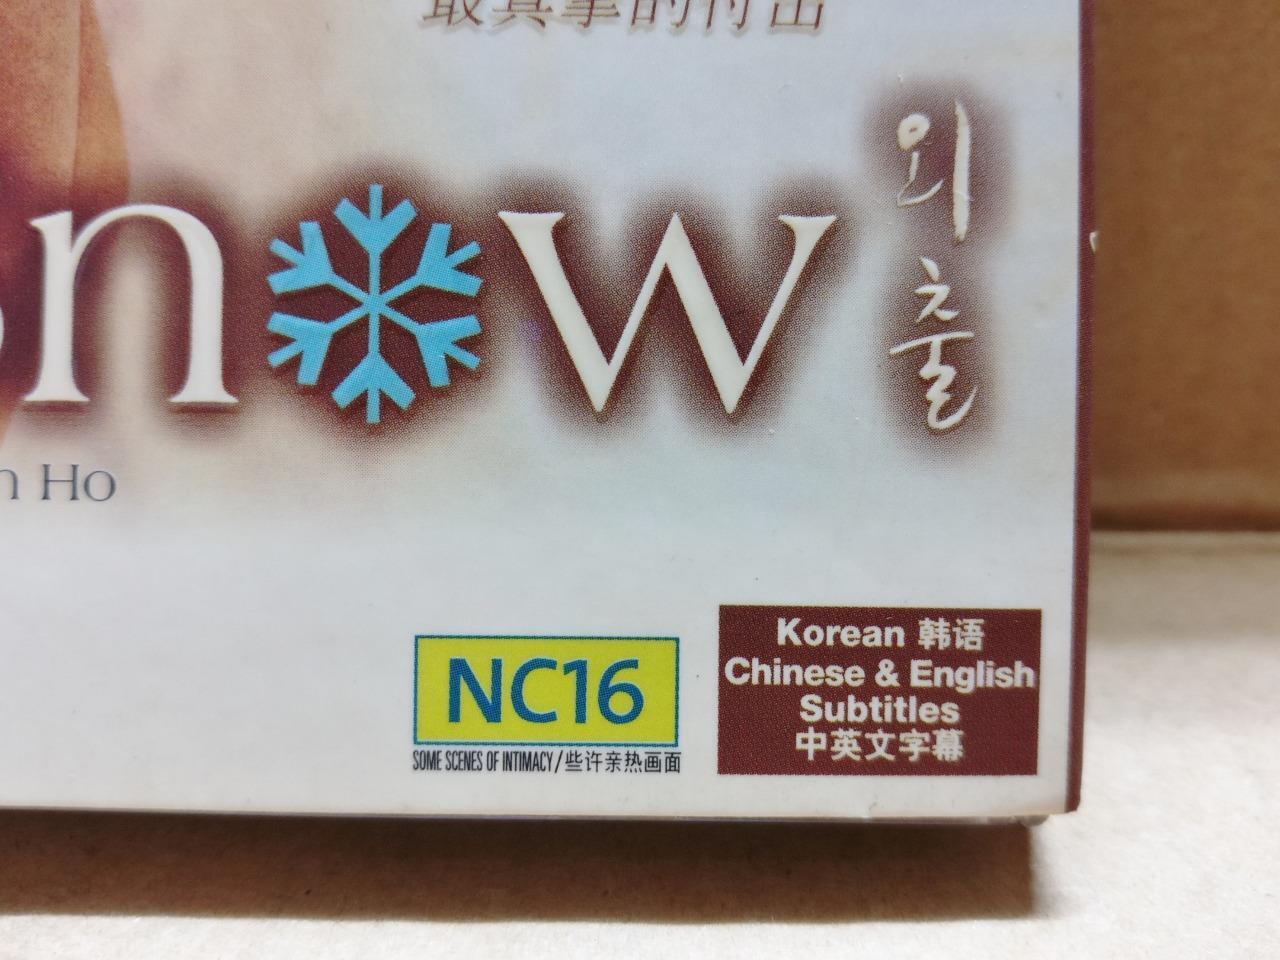 最真挚的付出
snow
외출
n Ho
NC16
SOME SCENES OF INTIMACY/些许亲热画面
Korean 韩语
Chinese & English
Subtitles
中英文字幕